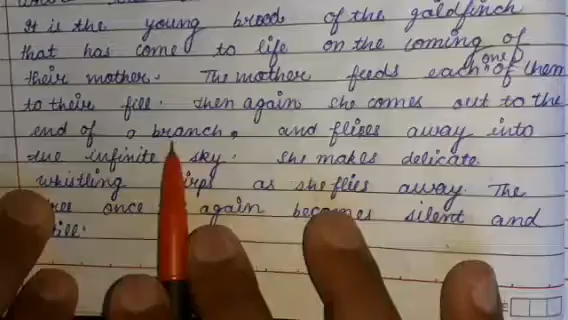 It is the young breed of the goldfinch
that has come to life on the coming of
their mother. The mother feeds each one of them
to their fill. then again she comes out to the
end of a branch, and flises away into
the infinite sky. She makes delicate
whistling as she flies away. The
once again becomes silent and